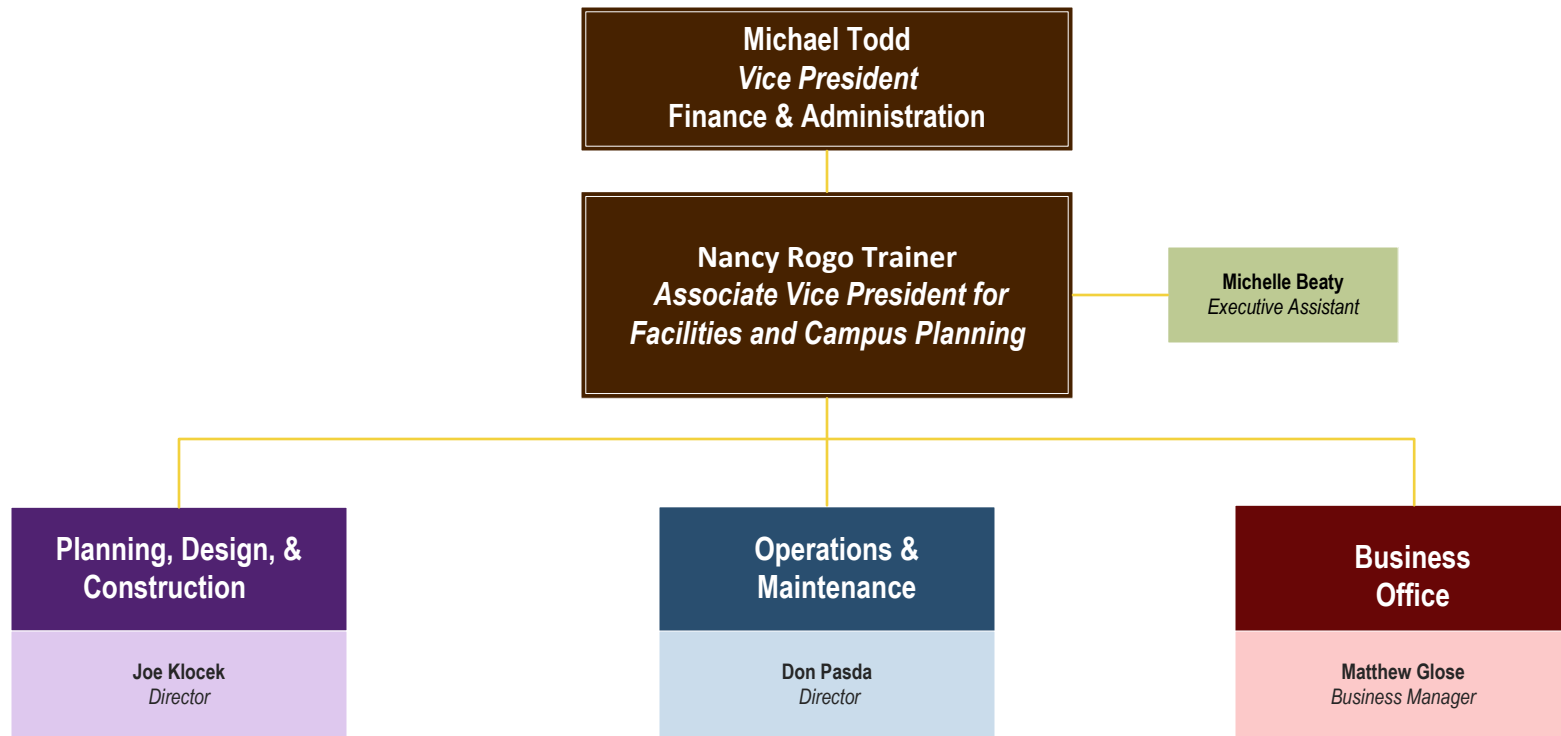 Michael Todd
Vice President
Finance & Administration
Nancy Rogo Trainer
Associate Vice President for
Facilities and Campus Planning
Michelle Beaty
Executive Assistant
Planning, Design, &
Construction
Joe Klocek
Director
Operations &
Maintenance
Don Pasda
Director
Business
Office
Matthew Glose
Business Manager